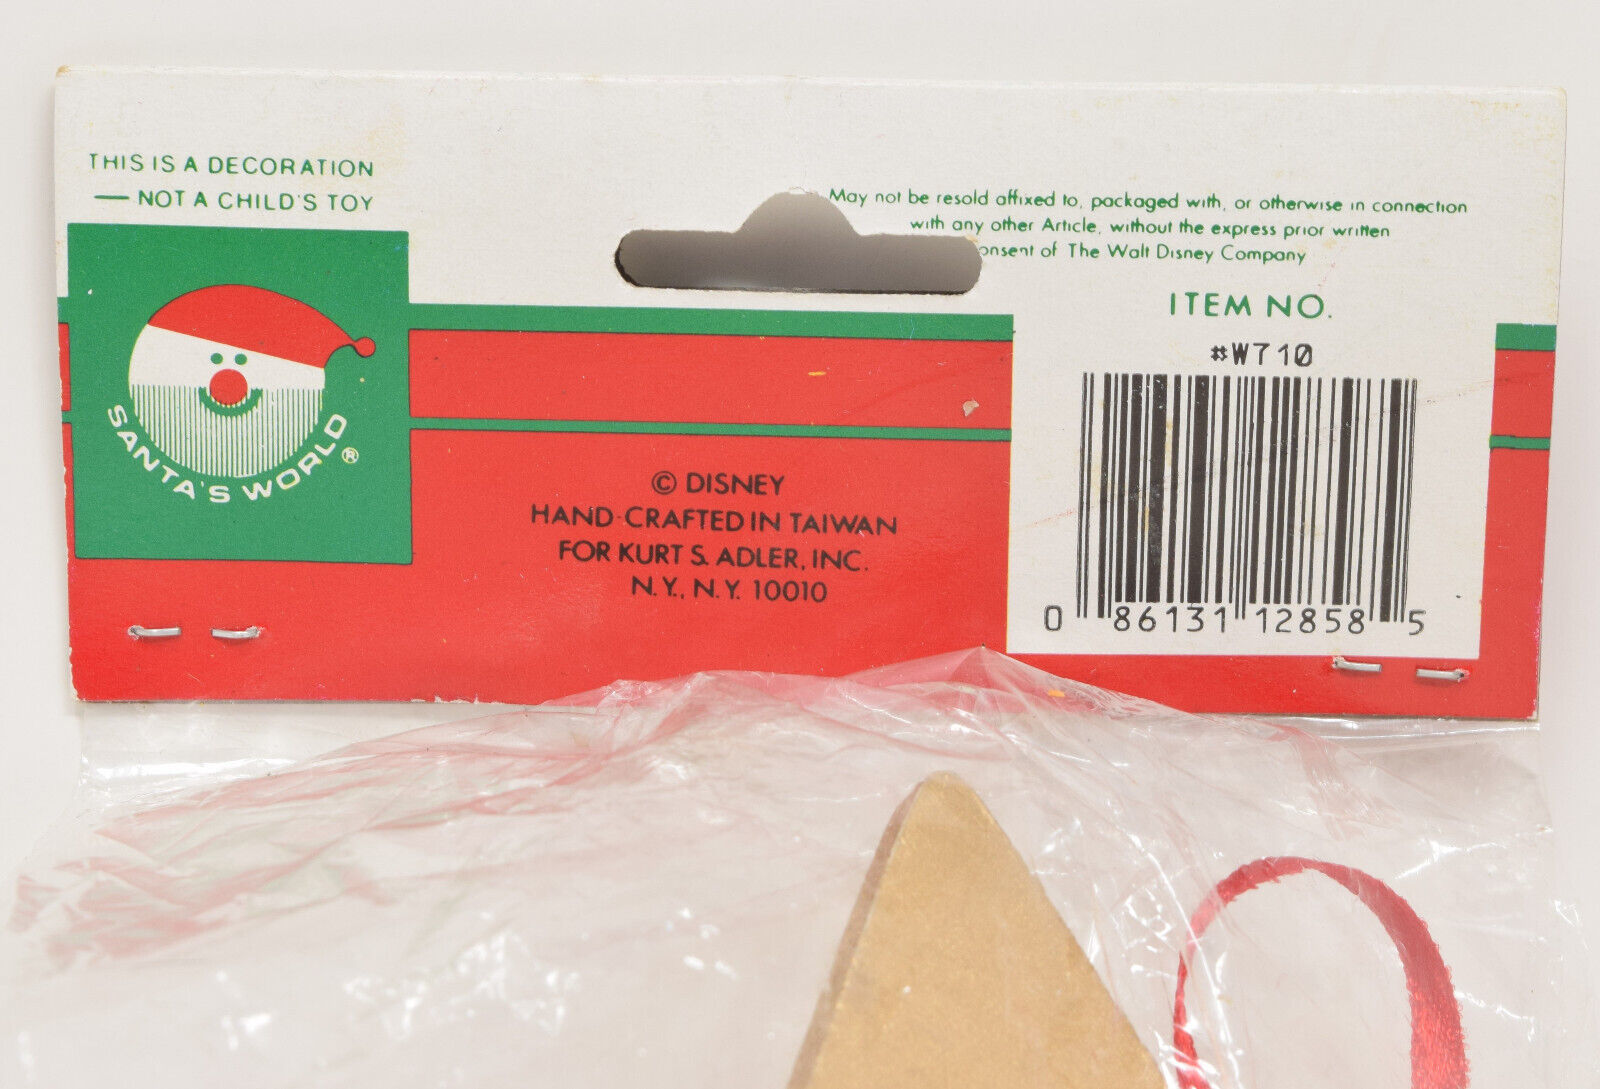 THIS IS A DECORATION
— NOT A CHILD'S TOY
SANTA'S WORLD®
May not be resold affixed to, packaged with, or otherwise in connection
with any other Article, without the express prior written
onsent of The Walt Disney Company
ITEM NO.
#W710
0 86131 12858 5
© DISNEY
HAND-CRAFTED IN TAIWAN
FOR KURT S. ADLER, INC.
N.Y., N.Y. 10010